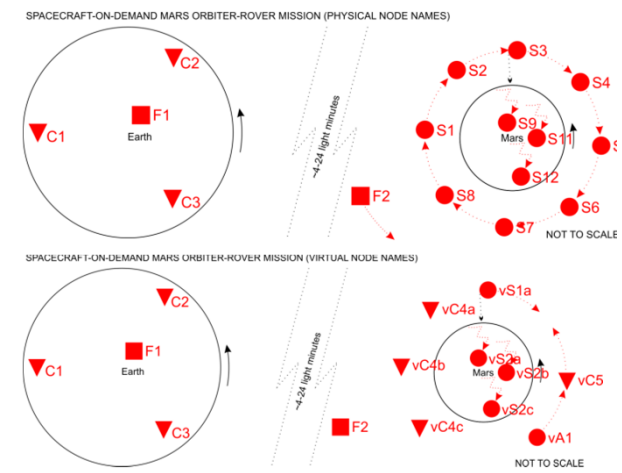 SPACECRAFT-ON-DEMAND MARS ORBITER-ROVER MISSION (PHYSICAL NODE NAMES)
C2
F1
Earth
C1
C3
~4-24 light minutes
F2
S3
S2
S4
S1
S9
Mars
S11
S
S12
S8
S6
S7
NOT TO SCALE
SPACECRAFT-ON-DEMAND MARS ORBITER-ROVER MISSION (VIRTUAL NODE NAMES)
C2
F1
Earth
C1
C3
~4-24 light minutes
F2
vS1a
vC4a
vS2a
vC4b
Mars
vS2b
vC5
vS2c
vC4c
vA1
NOT TO SCALE